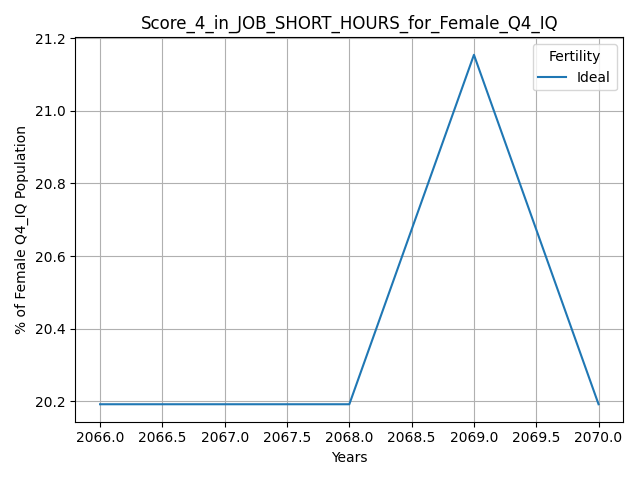 Score_4_in_JOB_SHORT_HOURS_for_Female_Q4_IQ
Fertility
Ideal
% of Female Q4_IQ Population
21.2
21.0
20.8
20.6
20.4
20.2
2066.0 2066.5 2067.0 2067.5 2068.0 2068.5 2069.0 2069.5 2070.0
Years